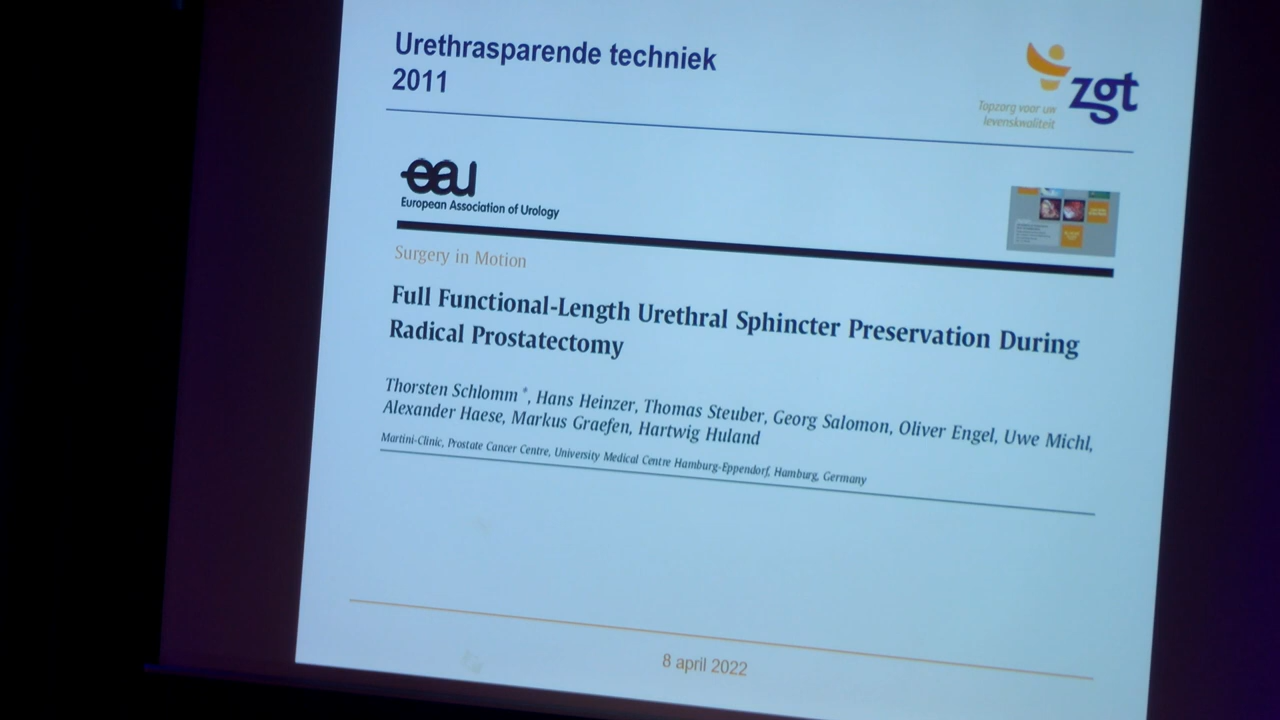 Urethrasparende techniek
2011
zgt
Topzorg voor uw
levenskwaliteit
eau
European Association of Urology
Surgery in Motion
Full Functional-Length Urethral Sphincter Preservation During
Radical Prostatectomy
Thorsten Schlomm *, Hans Heinzer, Thomas Steuber, Georg Salomon, Oliver Engel, Uwe Michl,
Alexander Haese, Markus Graefen, Hartwig Huland
Martini-Clinic, Prostate Cancer Centre, University Medical Centre Hamburg-Eppendorf, Hamburg, Germany
8 april 2022